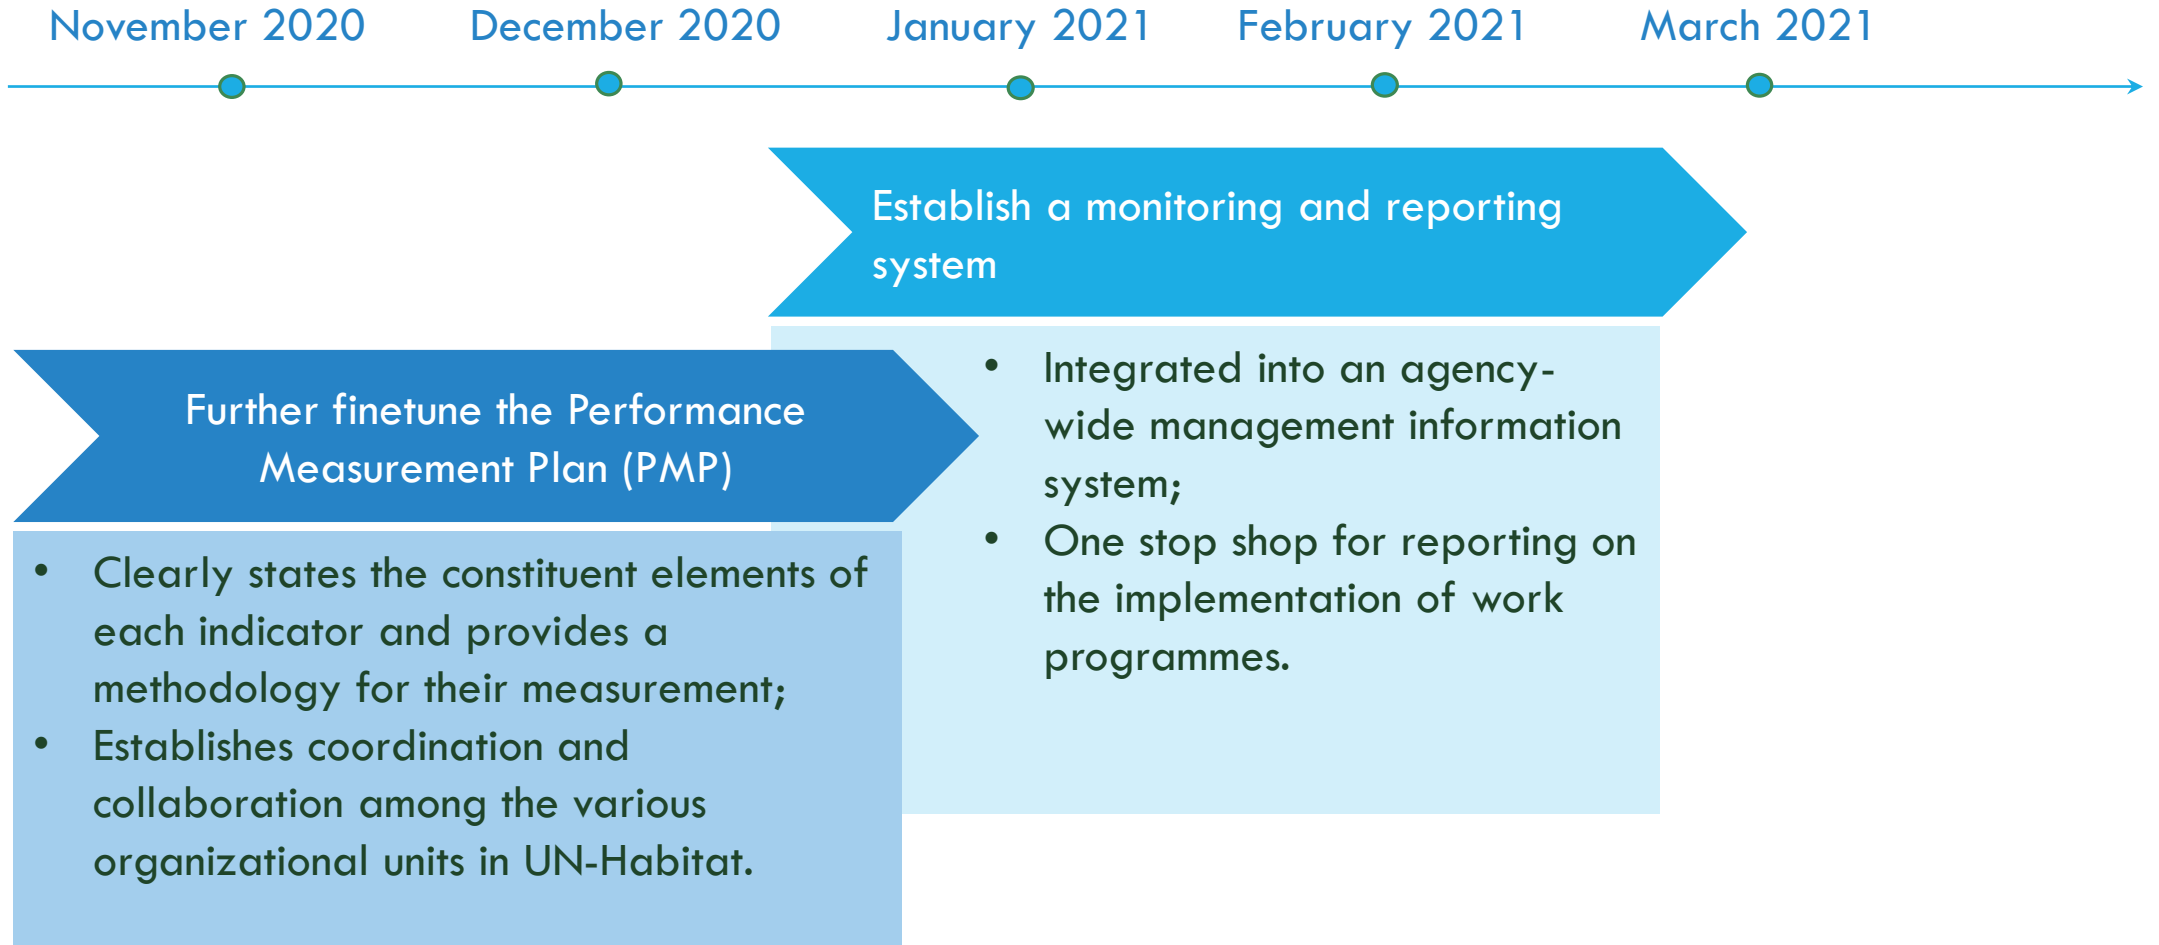 November 2020
December 2020
January 2021
February 2021
March 2021
Establish a monitoring and reporting
system
Further finetune the Performance
Measurement Plan (PMP)
• Integrated into an agency-
wide management information
system;
• One stop shop for reporting on
the implementation of work
programmes.
• Clearly states the constituent elements of
each indicator and provides a
methodology for their measurement;
• Establishes coordination and
collaboration among the various
organizational units in UN-Habitat.